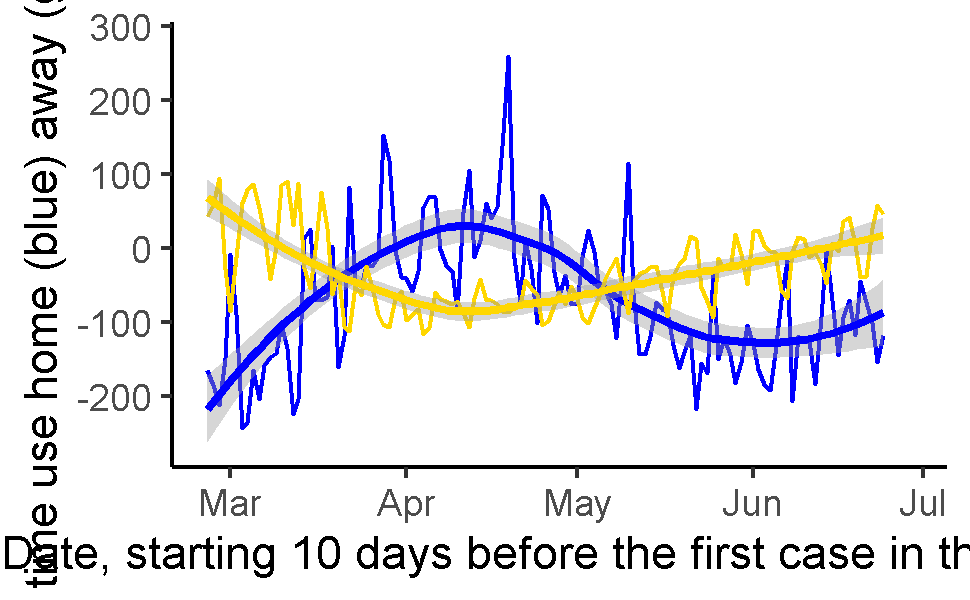 time use home (blue) away (
300
200
100
0
-100
-200
Mar Apr May Jun Jul
Date, starting 10 days before the first case in th